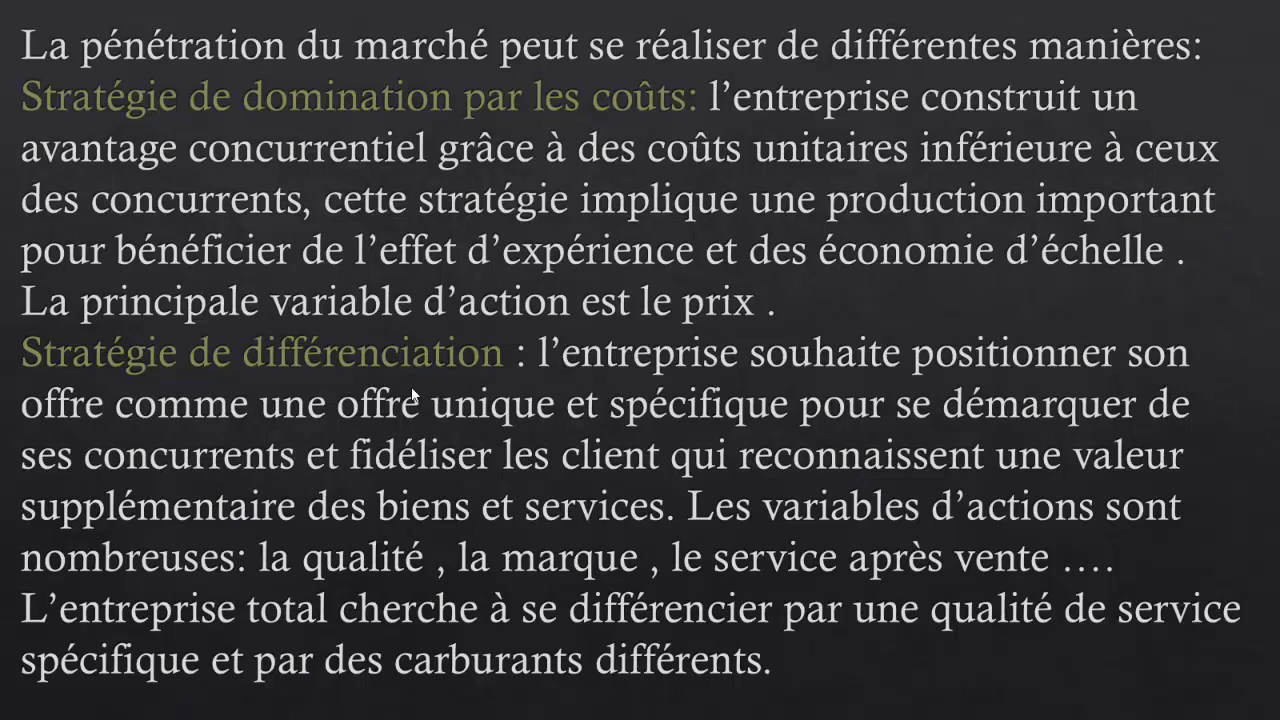 La pénétration du marché peut se réaliser de différentes manières:
Stratégie de domination par les coûts: l’entreprise construit un
avantage concurrentiel grâce à des coûts unitaires inférieure à ceux
des concurrents, cette stratégie implique une production important
pour bénéficier de l’effet d’expérience et des économie d’échelle .
La principale variable d’action est le prix .
Stratégie de différenciation : l’entreprise souhaite positionner son
offre comme une offre unique et spécifique pour se démarquer de
ses concurrents et fidéliser les client qui reconnaissent une valeur
supplémentaire des biens et services. Les variables d’actions sont
nombreuses: la qualité , la marque , le service après vente ….
L’entreprise total cherche à se différencier par une qualité de service
spécifique et par des carburants différents.